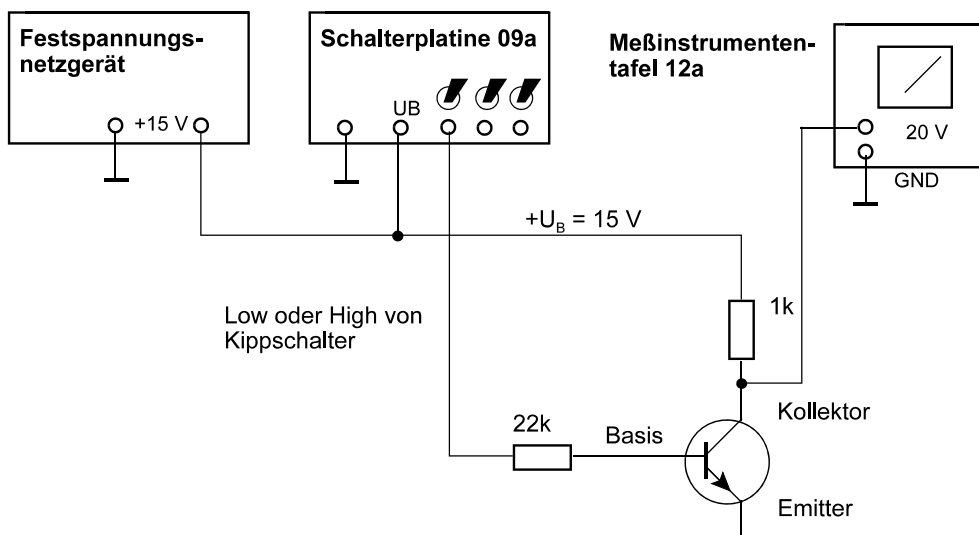 Festspannungs-
netzgerät
+15 V
Schalterplatine 09a
UB
Meßinstrumenten-
tafel 12a
20 V
GND
+U_B = 15 V
Low oder High von
Kippschalter
1k
Kollektor
22k
Basis
Emitter